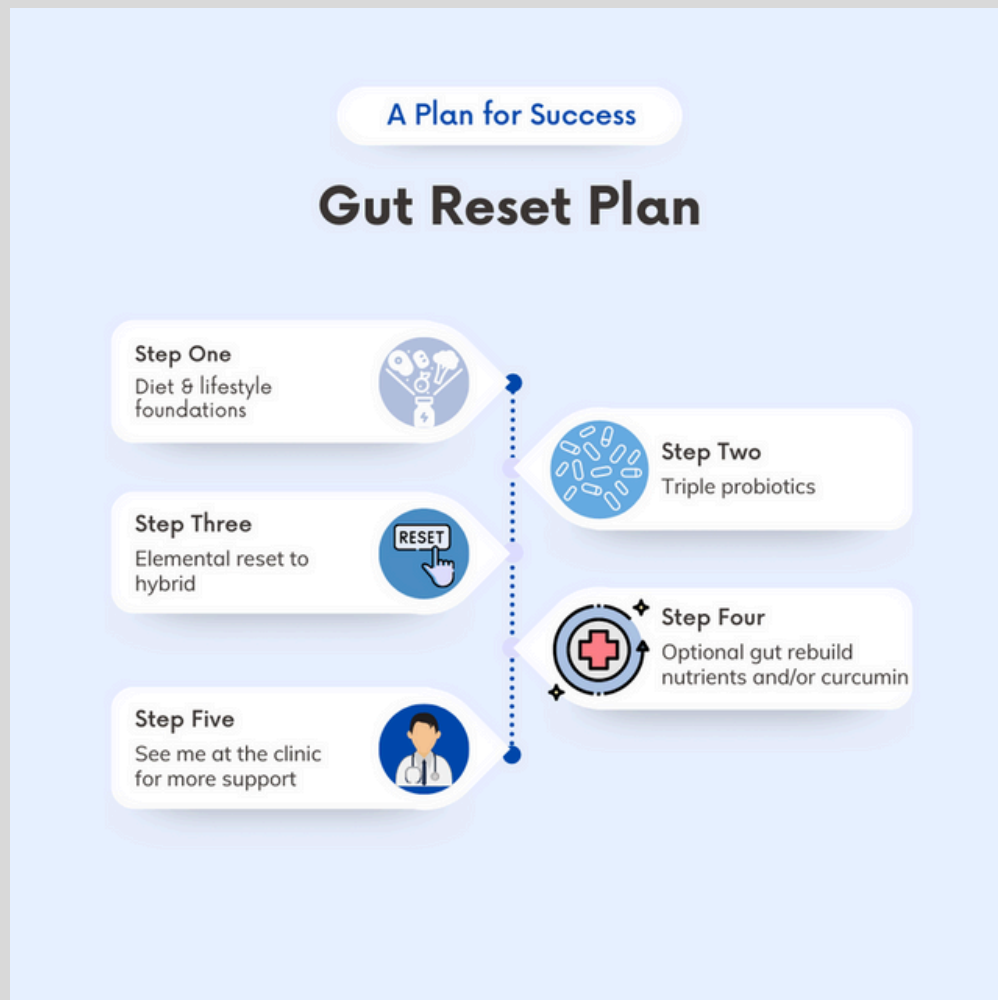 A Plan for Success
Gut Reset Plan
Step One
Diet & lifestyle
foundations
Step Two
Triple probiotics
Step Three
Elemental reset to
hybrid
RESET
Step Four
Optional gut rebuild
nutrients and/or curcumin
Step Five
See me at the clinic
for more support